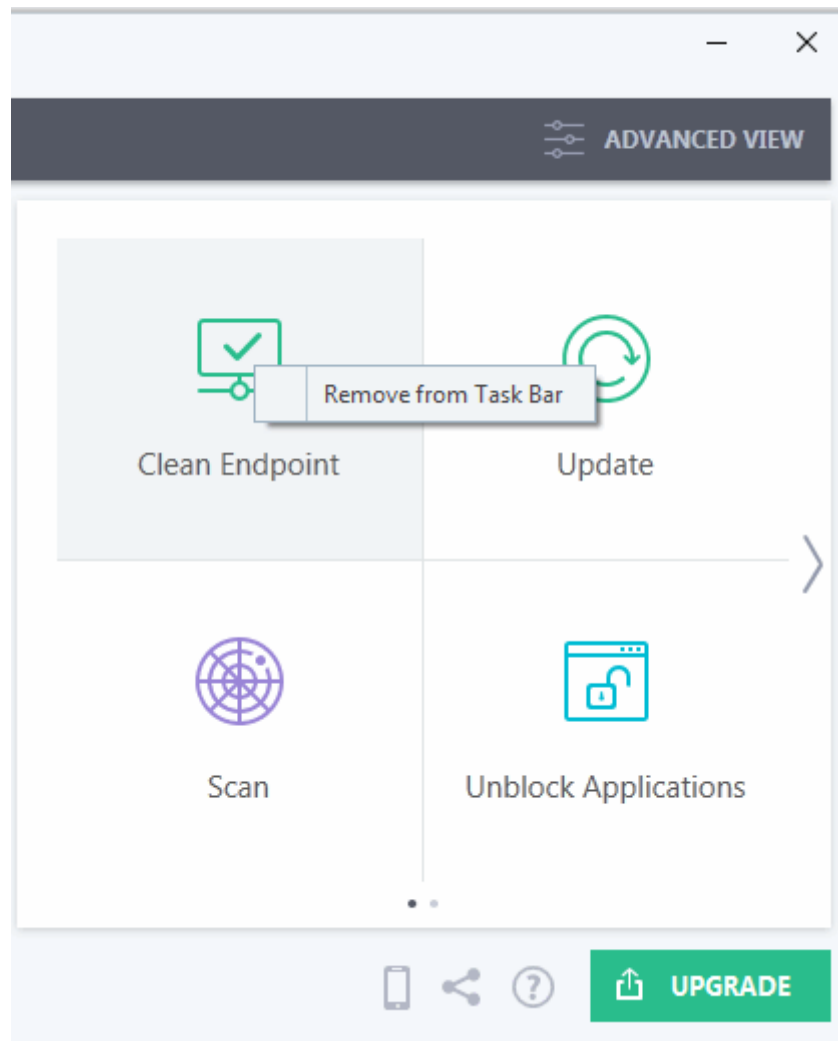 ADVANCED VIEW
Remove from Task Bar
Clean Endpoint
Update
Scan
Unblock Applications
?
UPGRADE